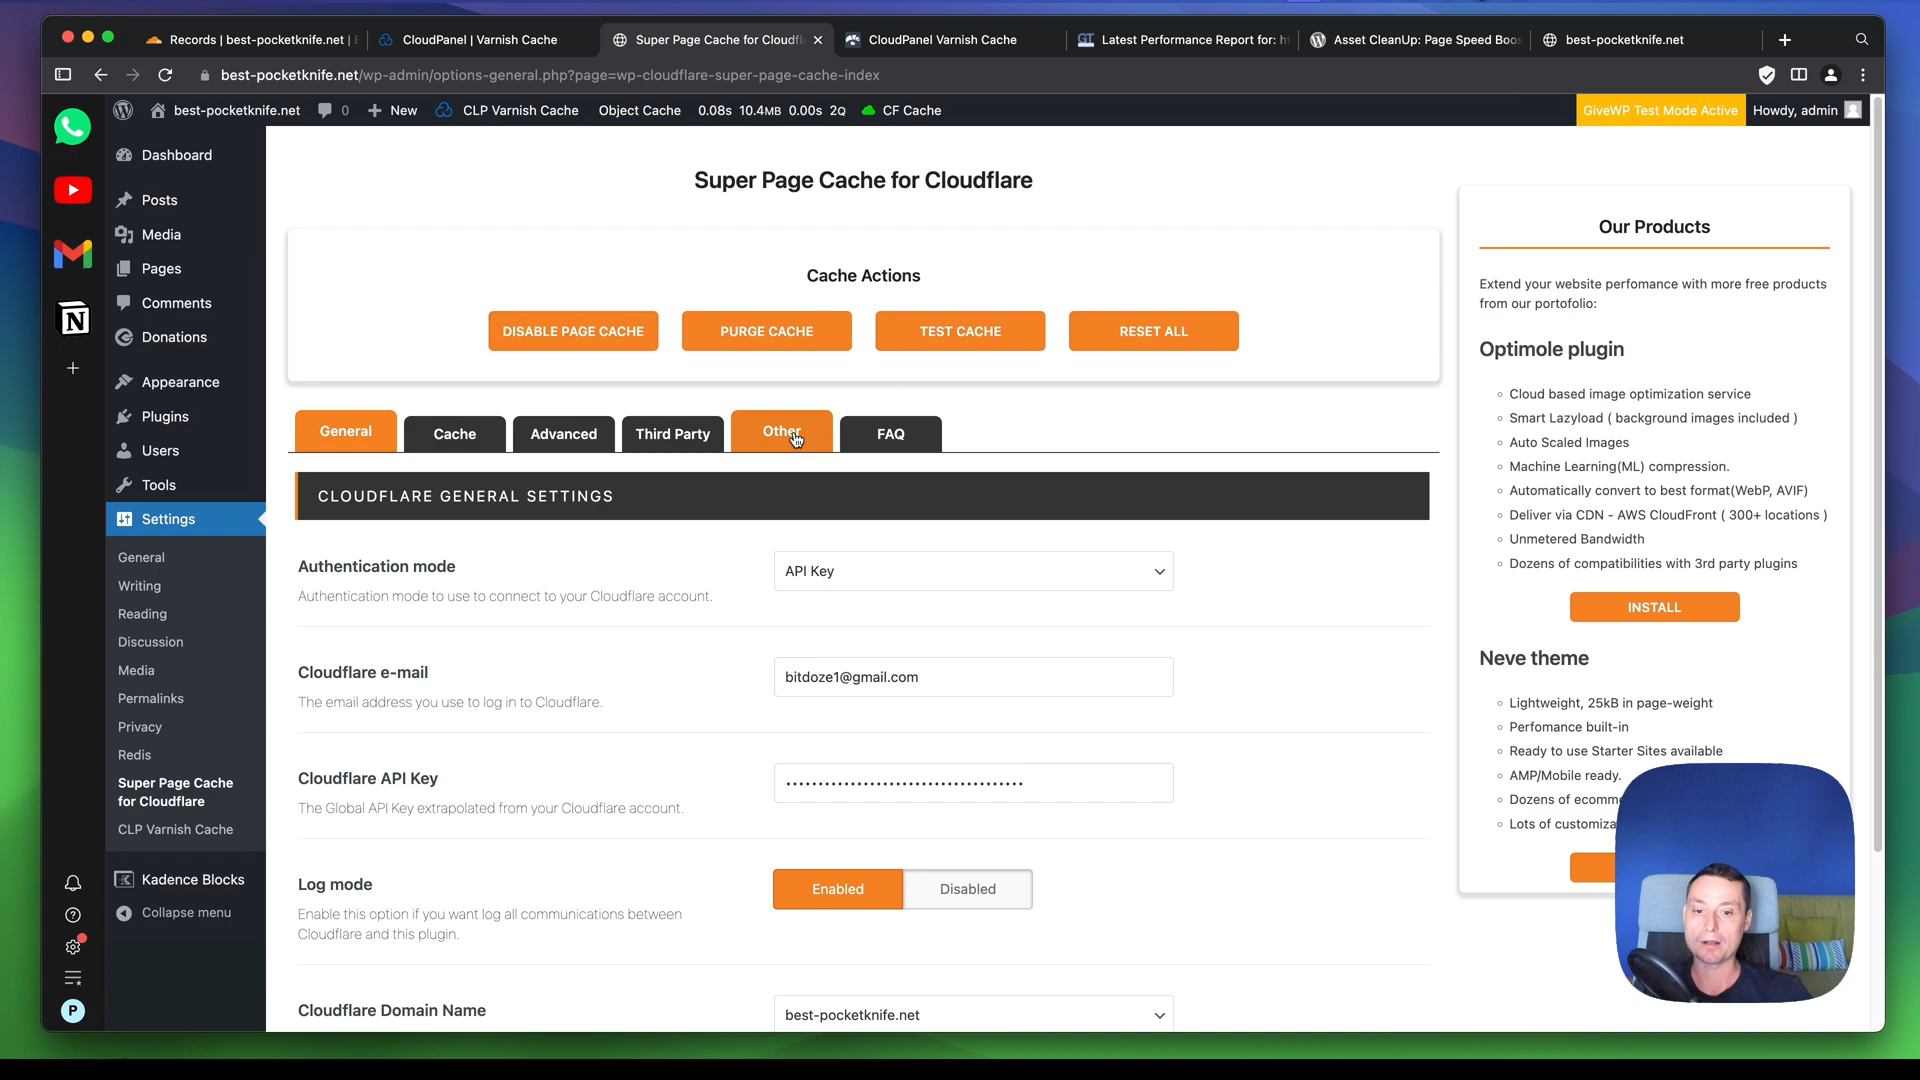 Records | best-pocketknife.net |
CloudPanel | Varnish Cache
Super Page Cache for Cloudfl
CloudPanel Varnish Cache
GT Latest Performance Report for: h
Asset CleanUp: Page Speed Boos
best-pocketknife.net
best-pocketknife.net/wp-admin/options-general.php?page=wp-cloudflare-super-page-cache-index
best-pocketknife.net 0 New CLP Varnish Cache Object Cache 0.08s 10.4MB 0.00s 2Q CF Cache GiveWP Test Mode Active Howdy, admin
Dashboard
Posts
Media
Pages
Comments
Donations
Appearance
Plugins
Users
Tools
Settings
General
Writing
Reading
Discussion
Media
Permalinks
Privacy
Redis
Super Page Cache
for Cloudflare
CLP Varnish Cache
Kadence Blocks
Collapse menu
N
P
Super Page Cache for Cloudflare
Cache Actions
DISABLE PAGE CACHE PURGE CACHE TEST CACHE RESET ALL
General Cache Advanced Third Party Other FAQ
CLOUDFLARE GENERAL SETTINGS
Authentication mode
Authentication mode to use to connect to your Cloudflare account.
API Key
Cloudflare e-mail
The email address you use to log in to Cloudflare.
bitdoze1@gmail.com
Cloudflare API Key
The Global API Key extrapolated from your Cloudflare account.
Log mode
Enable this option if you want log all communications between
Cloudflare and this plugin.
Enabled Disabled
Cloudflare Domain Name
best-pocketknife.net
Our Products
Extend your website perfomance with more free products
from our portofolio:
Optimole plugin
Cloud based image optimization service
Smart Lazyload ( background images included )
Auto Scaled Images
Machine Learning(ML) compression.
Automatically convert to best format(WebP, AVIF)
Deliver via CDN - AWS CloudFront ( 300+ locations )
Unmetered Bandwidth
Dozens of compatibilities with 3rd party plugins
INSTALL
Neve theme
Lightweight, 25kB in page-weight
Perfomance built-in
Ready to use Starter Sites available
AMP/Mobile ready.
Dozens of ecomme
Lots of customiza